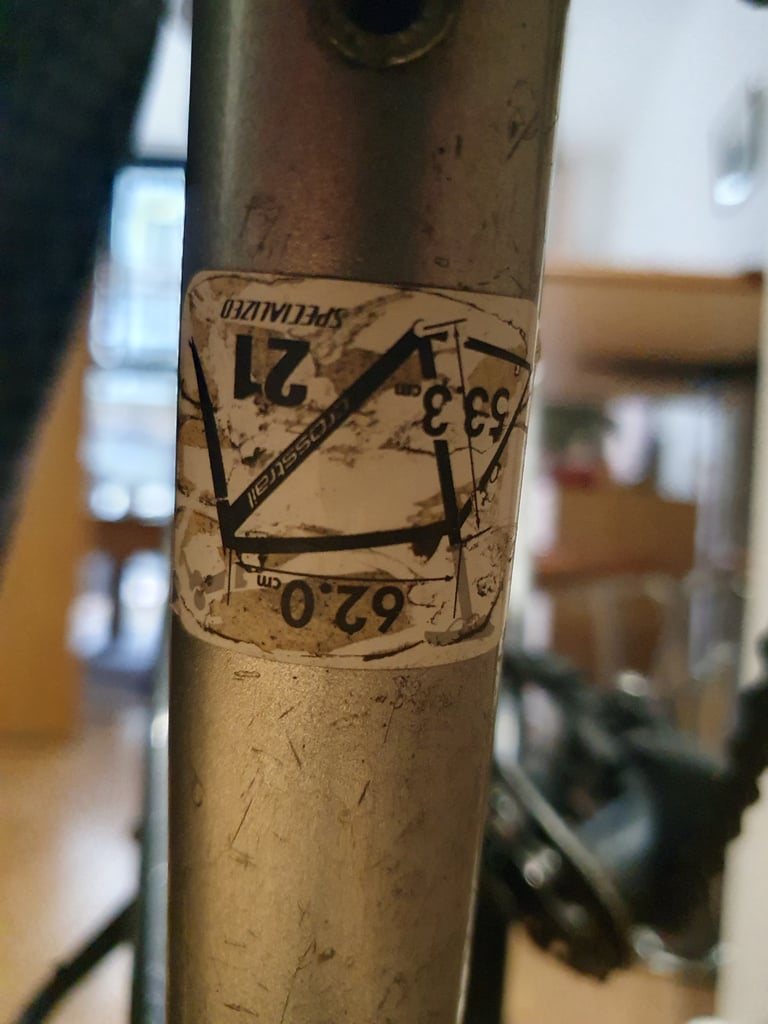 62.0 cm
53.3 cm
crosstrail
21
SPECIALIZED